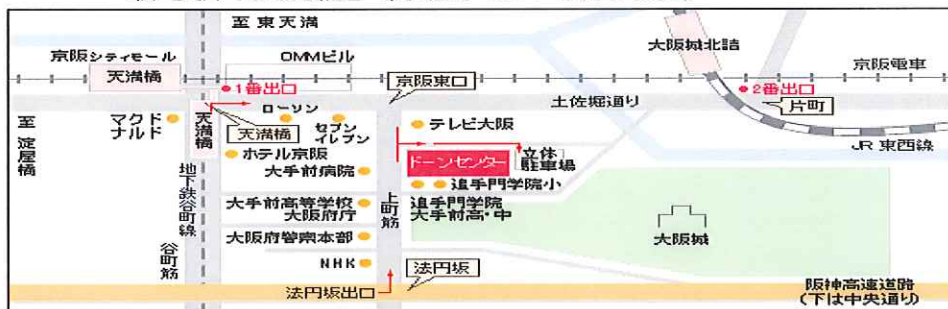 至 東天満
京阪シティモール
OMMビル
大阪城北詰
天満橋
京阪東口
京阪電車
1番出口
2番出口
ローソン
土佐堀通り
片町
至 淀屋橋
マクド
ナルド
天満橋
天満橋
セブン
イレブン
テレビ大阪
JR 東西線
ホテル京阪
ドーンセンター
立体
駐車場
大手前病院
追手門学院小
地下鉄谷町線
大手前高等学校
大阪府庁
上町筋
追手門学院
大手前高・中
大阪府警察本部
大阪城
谷町筋
NHK
法円坂
法円坂出口
阪神高速道路
(下は中央通り)